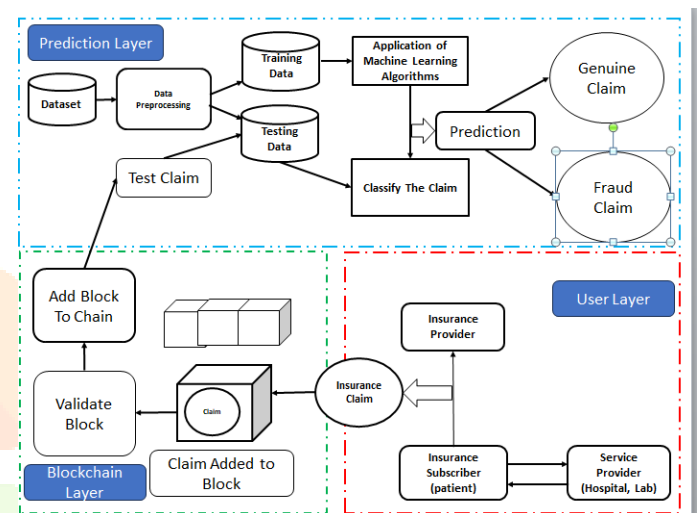 Prediction Layer
Dataset
Data
Preprocessing
Training
Data
Testing
Data
Application of
Machine Learning
Algorithms
Prediction
Genuine
Claim
Fraud
Claim
Test Claim
Classify The Claim
Add Block
To Chain
Validate
Block
Blockchain
Layer
Claim
Claim Added to
Block
Insurance
Claim
User Layer
Insurance
Provider
Insurance
Subscriber
(patient)
Service
Provider
(Hospital, Lab)